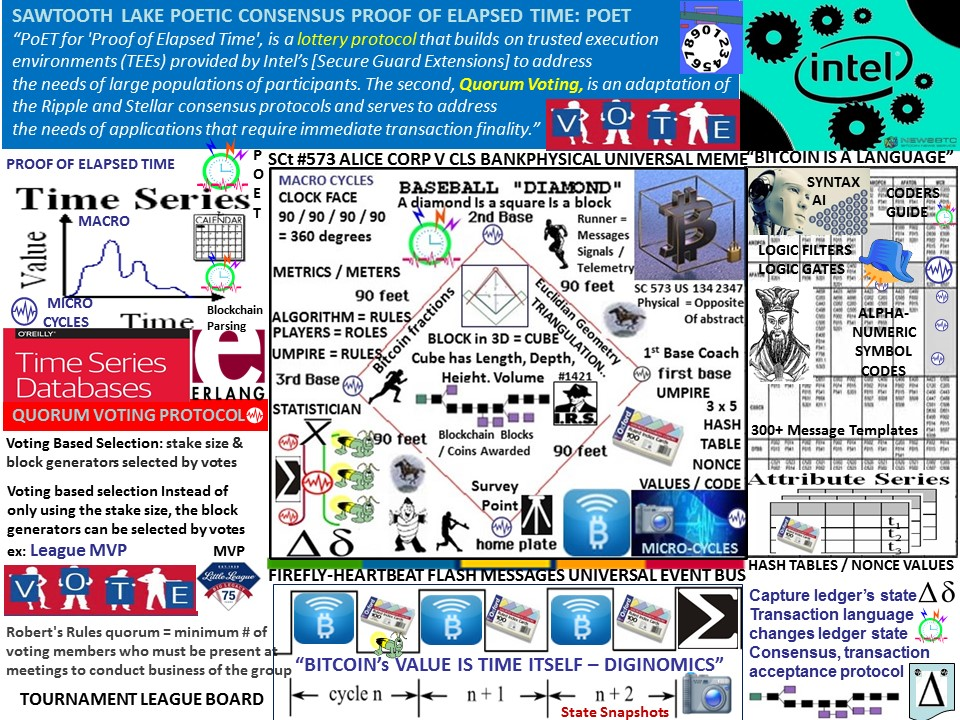 SAWTOOTH LAKE POETIC CONSENSUS PROOF OF ELAPSED TIME: POET
“PoET for 'Proof of Elapsed Time', is a lottery protocol that builds on trusted execution
environments (TEEs) provided by Intel’s [Secure Guard Extensions] to address
the needs of large populations of participants. The second, Quorum Voting, is an adaptation of
the Ripple and Stellar consensus protocols and serves to address
the needs of applications that require immediate transaction finality.”
VOTE
intel
NEWSBTC
PROOF OF ELAPSED TIME
POET
Time Series
Value
MACRO
CALENDAR
MICRO
CYCLES
Time
Blockchain
Parsing
O'REILLY
Time Series
Databases
e
ERLANG
QUORUM VOTING PROTOCOL
Voting Based Selection: stake size &
block generators selected by votes
Voting based selection Instead of
only using the stake size, the block
generators can be selected by votes
ex: League MVP
MVP
VOTE
Little League
75
Robert's Rules quorum = minimum # of
voting members who must be present at
meetings to conduct business of the group
TOURNAMENT LEAGUE BOARD
SCt #573 ALICE CORP V CLS BANKPHYSICAL UNIVERSAL MEME
MACRO CYCLES
CLOCK FACE
90 / 90 / 90 / 90
= 360 degrees
BASEBALL "DIAMOND"
A diamond Is a square Is a block
2nd Base
Runner =
Messages
Signals /
Telemetry
METRICS / METERS
90 feet
90 feet
SC 573 US 134 2347
Physical = Opposite
Of abstract
ALGORITHM = RULES
PLAYERS = ROLES
UMPIRE = RULES
Bitcoin fractions
Euclidian Geometry
TRIANGULATION..
BLOCK in 3D = CUBE
Cube has Length, Depth,
Height. Volume
3rd Base
STATISTICIAN
1st Base Coach
first base
UMPIRE
#1421
I.R.S.
3 x 5
HASH
TABLE
NONCE
VALUES / CODE
Oxford
100
Blockchain Blocks
/ Coins Awarded
90 feet
90 feet
Survey
Point
home plate
Δ δ
MICRO-CYCLES
FIREFLY-HEARTBEAT FLASH MESSAGES UNIVERSAL EVENT BUS
“BITCOIN’s VALUE IS TIME ITSELF – DIGINOMICS”
cycle n
n + 1
n + 2
State Snapshots
“BITCOIN IS A LANGUAGE”
SYNTAX
AI
CODERS
GUIDE
LOGIC FILTERS
LOGIC GATES
ALPHA-
NUMERIC
SYMBOL
CODES
300+ Message Templates
Attribute Series
t1
t2
t3
HASH TABLES / NONCE VALUES
Capture ledger’s state
Δ δ
Transaction language
changes ledger state
Consensus, transaction
acceptance protocol
Δ